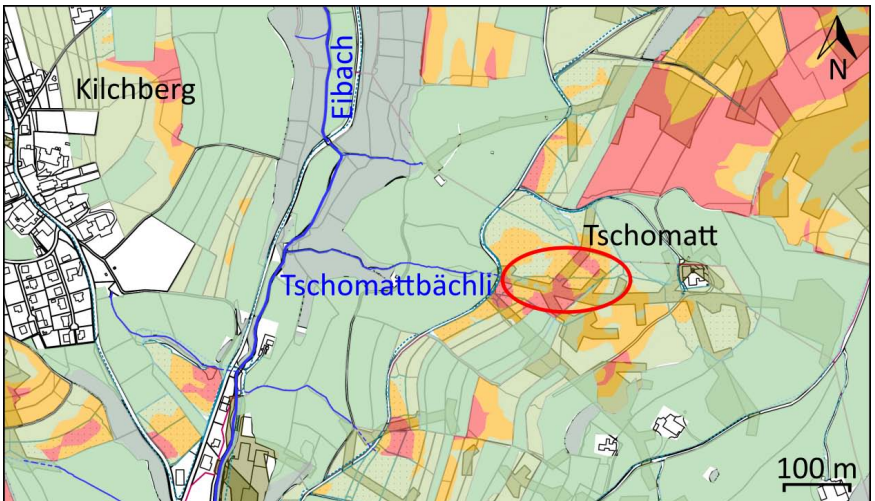 Kilchberg
Eibach
N
Tschomatt
Tschomattbächli
100 m